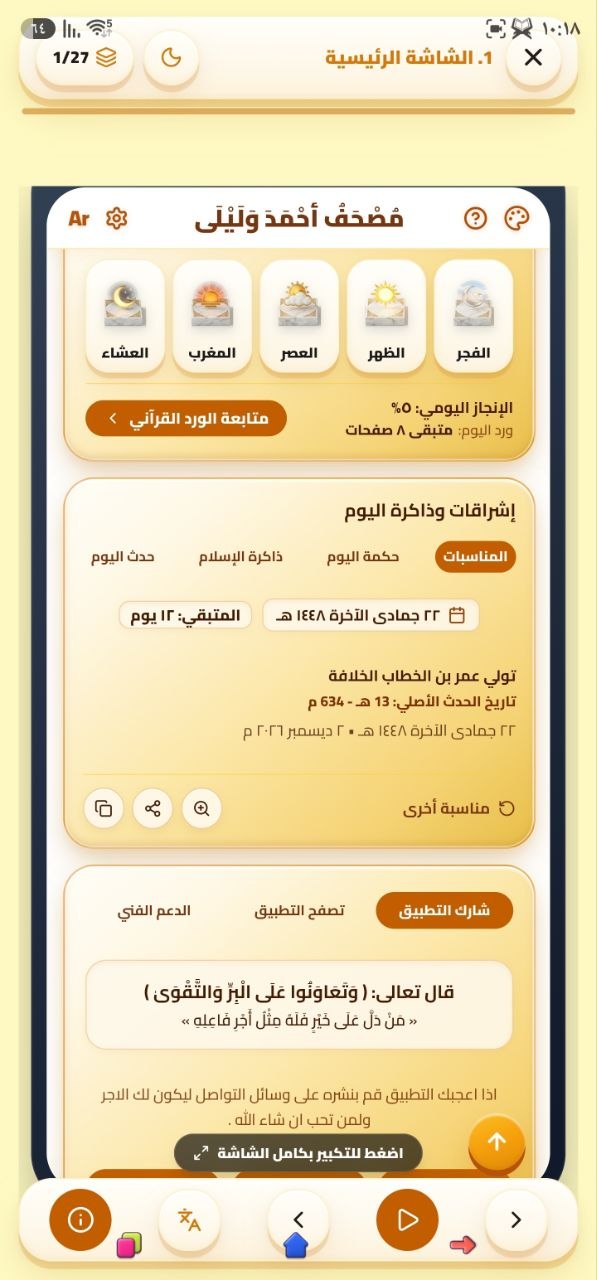 ١٠:١٨
٦٤
1. الشاشة الرئيسية
1/27
مُصْحَفُ أَحْمَدَ وَلَيْلَى
Ar
الفجر
الظهر
العصر
المغرب
العشاء
الإنجاز اليومي: ٥%
ورد اليوم: متبقى ٨ صفحات
متابعة الورد القرآني
إشراقات وذاكرة اليوم
المناسبات
حكمة اليوم
ذاكرة الإسلام
حدث اليوم
٢٢ جمادى الآخرة ١٤٤٨ هـ
المتبقي: ١٢ يوم
تولي عمر بن الخطاب الخلافة
تاريخ الحدث الأصلي: 13 هـ - 634 م
٢٢ جمادى الآخرة ١٤٤٨ هـ • ٢ ديسمبر ٢٠٢٦ م
مناسبة أخرى
شارك التطبيق
تصفح التطبيق
الدعم الفني
قال تعالى: ( وَتَعَاوَنُوا عَلَى الْبِرِّ وَالتَّقْوَىٰ )
« مَنْ دَلَّ عَلَى خَيْرٍ فَلَهُ مِثْلُ أَجْرِ فَاعِلِهِ »
اذا اعجبك التطبيق قم بنشره على وسائل التواصل ليكون لك الاجر
ولمن تحب ان شاء الله .
اضغط للتكبير بكامل الشاشة